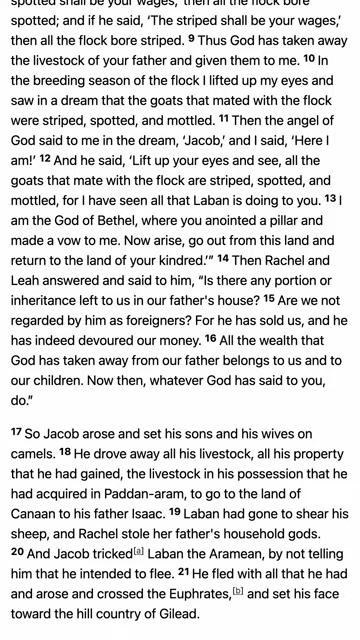 spotted shall be your wages,’ then all the flock bore
spotted; and if he said, ‘The striped shall be your wages,’
then all the flock bore striped. 9 Thus God has taken away
the livestock of your father and given them to me. 10 In
the breeding season of the flock I lifted up my eyes and
saw in a dream that the goats that mated with the flock
were striped, spotted, and mottled. 11 Then the angel of
God said to me in the dream, ‘Jacob,’ and I said, ‘Here I
am!’ 12 And he said, ‘Lift up your eyes and see, all the
goats that mate with the flock are striped, spotted, and
mottled, for I have seen all that Laban is doing to you. 13 I
am the God of Bethel, where you anointed a pillar and
made a vow to me. Now arise, go out from this land and
return to the land of your kindred.’” 14 Then Rachel and
Leah answered and said to him, “Is there any portion or
inheritance left to us in our father's house? 15 Are we not
regarded by him as foreigners? For he has sold us, and he
has indeed devoured our money. 16 All the wealth that
God has taken away from our father belongs to us and to
our children. Now then, whatever God has said to you,
do.”
17 So Jacob arose and set his sons and his wives on
camels. 18 He drove away all his livestock, all his property
that he had gained, the livestock in his possession that he
had acquired in Paddan-aram, to go to the land of
Canaan to his father Isaac. 19 Laban had gone to shear his
sheep, and Rachel stole her father's household gods.
20 And Jacob tricked[a] Laban the Aramean, by not telling
him that he intended to flee. 21 He fled with all that he had
and arose and crossed the Euphrates,[b] and set his face
toward the hill country of Gilead.